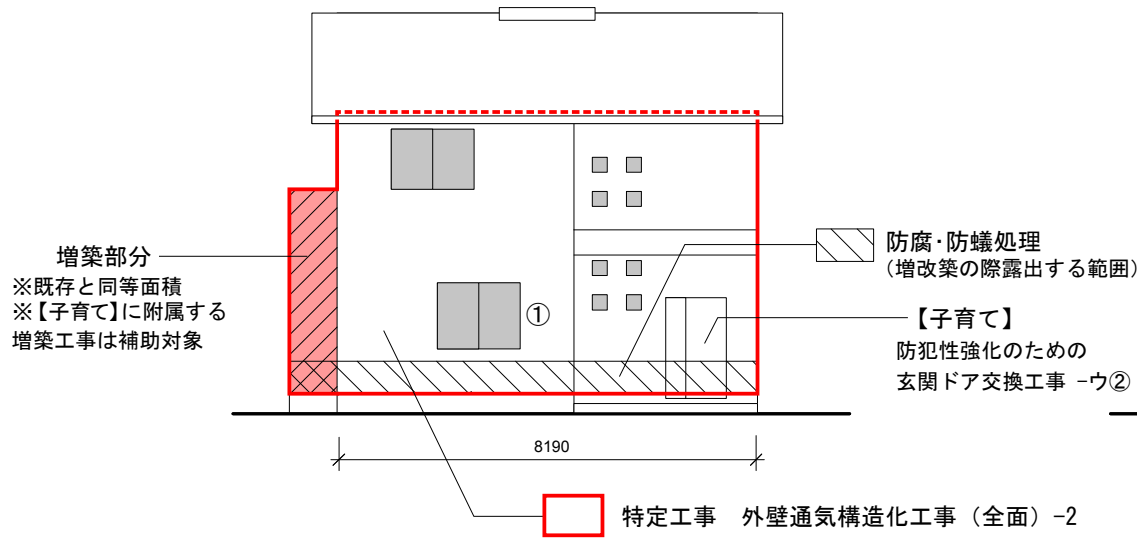 増築部分
※既存と同等面積
※【子育て】に附属する
増築工事は補助対象
①
防腐・防蟻処理
(増改築の際露出する範囲)
【子育て】
防犯性強化のための
玄関ドア交換工事 -ウ②
8190
特定工事　外壁通気構造化工事（全面）-2